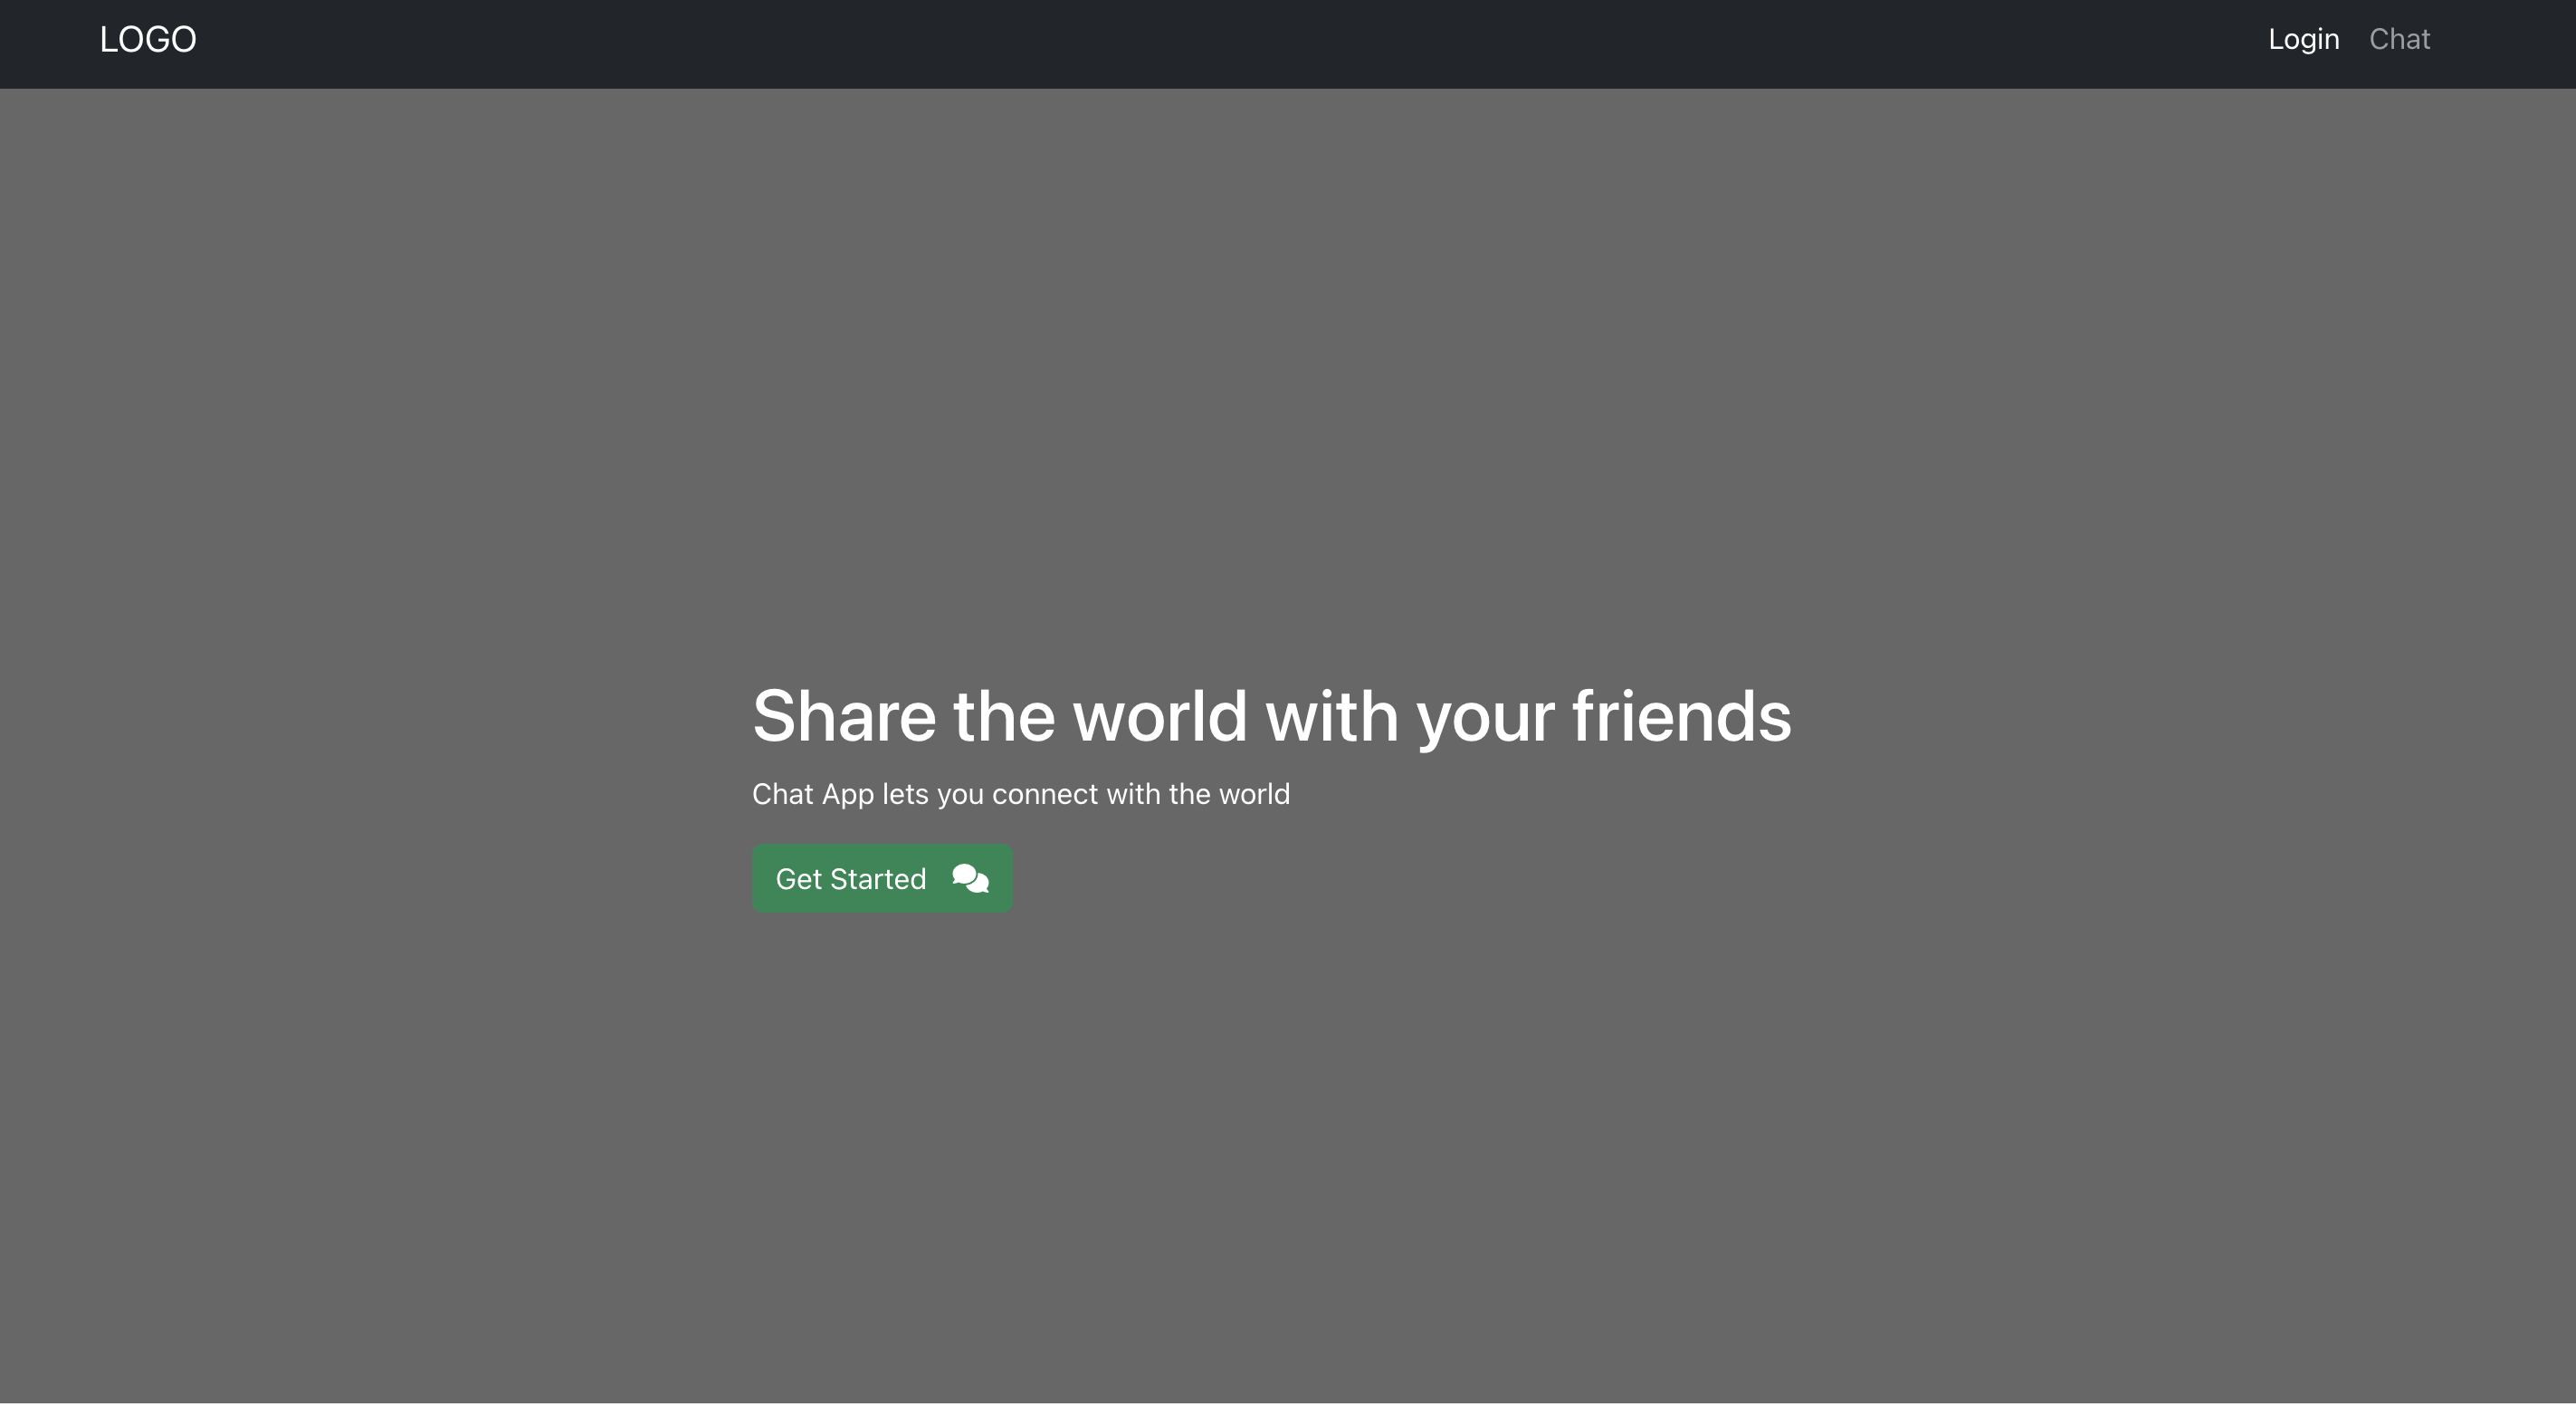 LOGO
Login Chat
Share the world with your friends
Chat App lets you connect with the world
Get Started